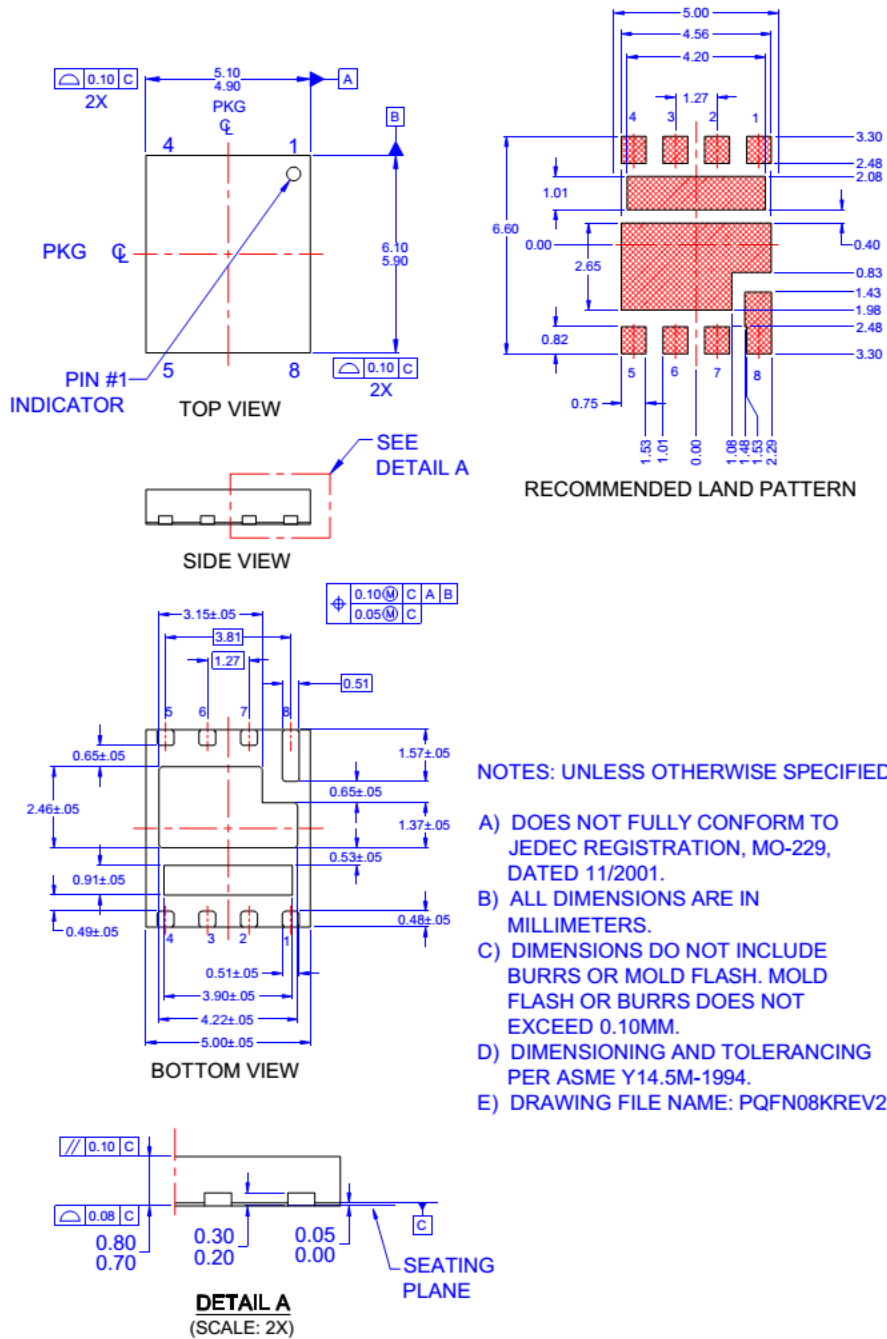 ⌓ 0.10 C
2X
5.10
4.90
A
PKG
℄
B
4
1
PKG ℄
6.10
5.90
5
8
PIN #1
INDICATOR
⌓ 0.10 C
2X
TOP VIEW
5.00
4.56
4.20
1.27
4
3
2
1
3.30
2.48
2.08
1.01
6.60
0.00
2.65
0.40
0.83
1.43
1.98
2.48
3.30
0.82
5
6
7
8
0.75
1.53
1.01
0.00
1.08
1.48
1.53
2.29
RECOMMENDED LAND PATTERN
SEE
DETAIL A
SIDE VIEW
⌖ 0.10Ⓜ C A B
0.05Ⓜ C
3.15±.05
3.81
1.27
0.51
5
6
7
8
0.65±.05
1.57±.05
0.65±.05
2.46±.05
1.37±.05
0.53±.05
0.91±.05
0.49±.05
0.48±.05
4
3
2
1
0.51±.05
3.90±.05
4.22±.05
5.00±.05
BOTTOM VIEW
NOTES: UNLESS OTHERWISE SPECIFIED
A) DOES NOT FULLY CONFORM TO
JEDEC REGISTRATION, MO-229,
DATED 11/2001.
B) ALL DIMENSIONS ARE IN
MILLIMETERS.
C) DIMENSIONS DO NOT INCLUDE
BURRS OR MOLD FLASH. MOLD
FLASH OR BURRS DOES NOT
EXCEED 0.10MM.
D) DIMENSIONING AND TOLERANCING
PER ASME Y14.5M-1994.
E) DRAWING FILE NAME: PQFN08KREV2
// 0.10 C
⌓ 0.08 C
0.80
0.70
0.30
0.20
0.05
0.00
C
SEATING
PLANE
DETAIL A
(SCALE: 2X)